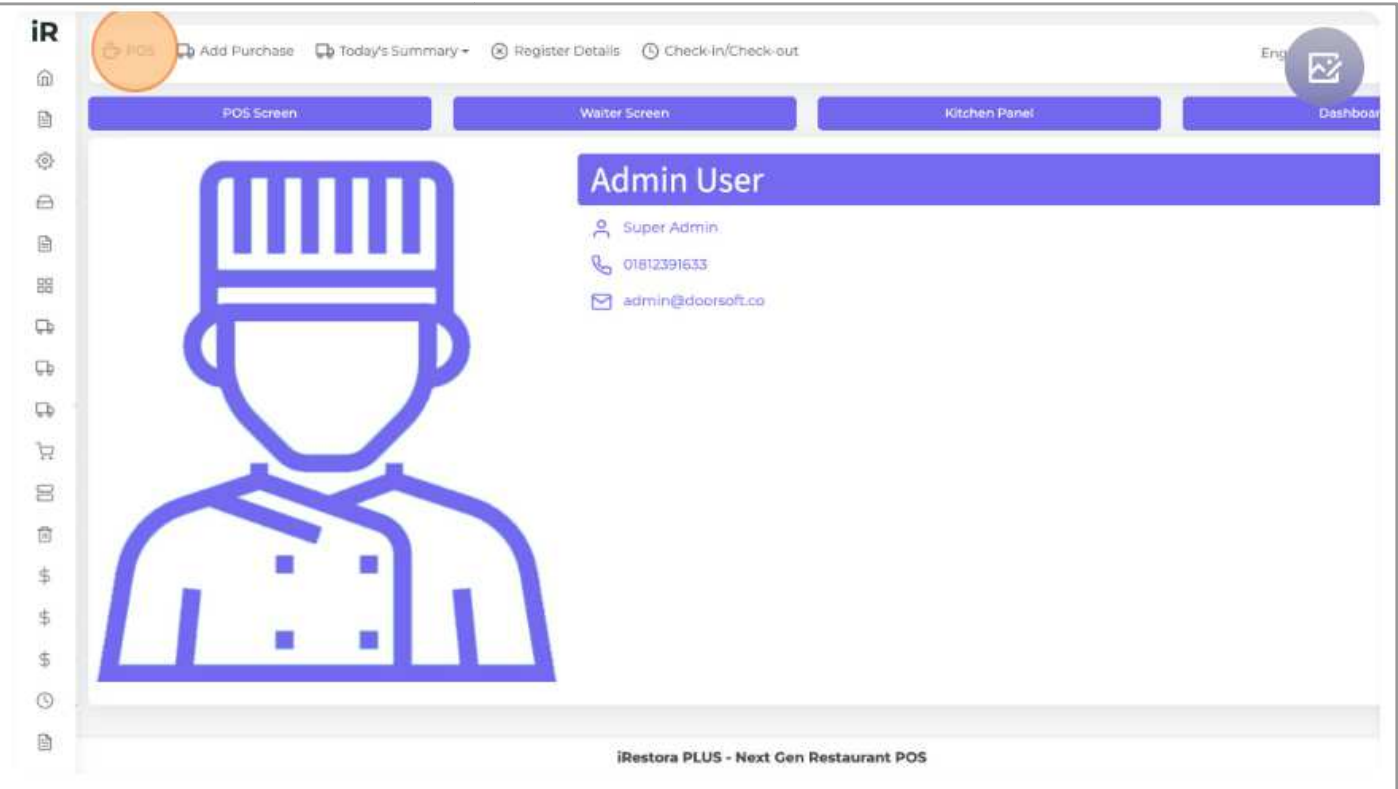 iR
POS Add Purchase Today's Summary Register Details Check-in/Check-out Eng
POS Screen Waiter Screen Kitchen Panel Dashboar
Admin User
Super Admin
01812391633
admin@doorsoft.co
iRestora PLUS - Next Gen Restaurant POS